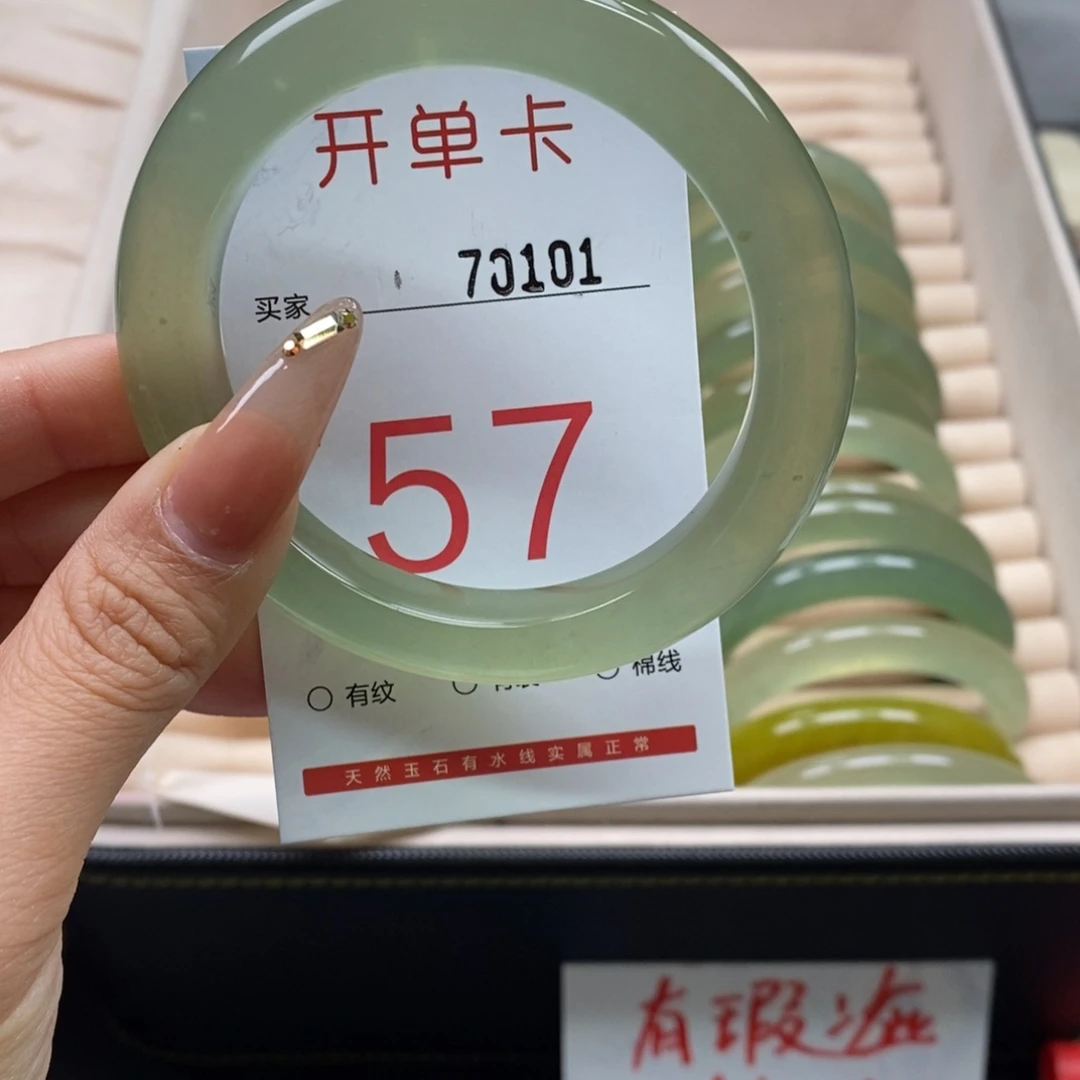 开单卡
买家 70101
57
○ 有纹 ○ ○ 棉线
天然玉石有水线实属正常
有瑕疵